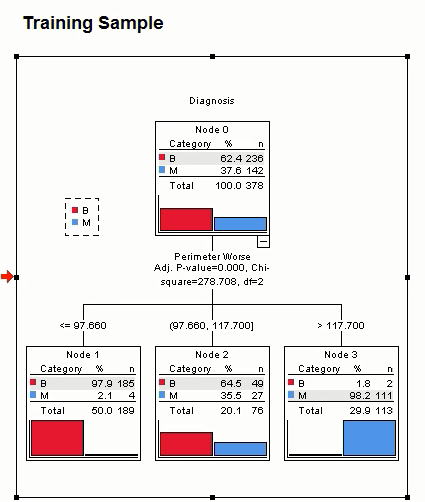 Training Sample
Diagnosis
Node 0
Category % n
B 62.4 236
M 37.6 142
Total 100.0 378
B
M
Perimeter Worse
Adj. P-value=0.000, Chi-
square=278.708, df=2
<= 97.660
(97.660, 117.700]
> 117.700
Node 1
Category % n
B 97.9 185
M 2.1 4
Total 50.0 189
Node 2
Category % n
B 64.5 49
M 35.5 27
Total 20.1 76
Node 3
Category % n
B 1.8 2
M 98.2 111
Total 29.9 113